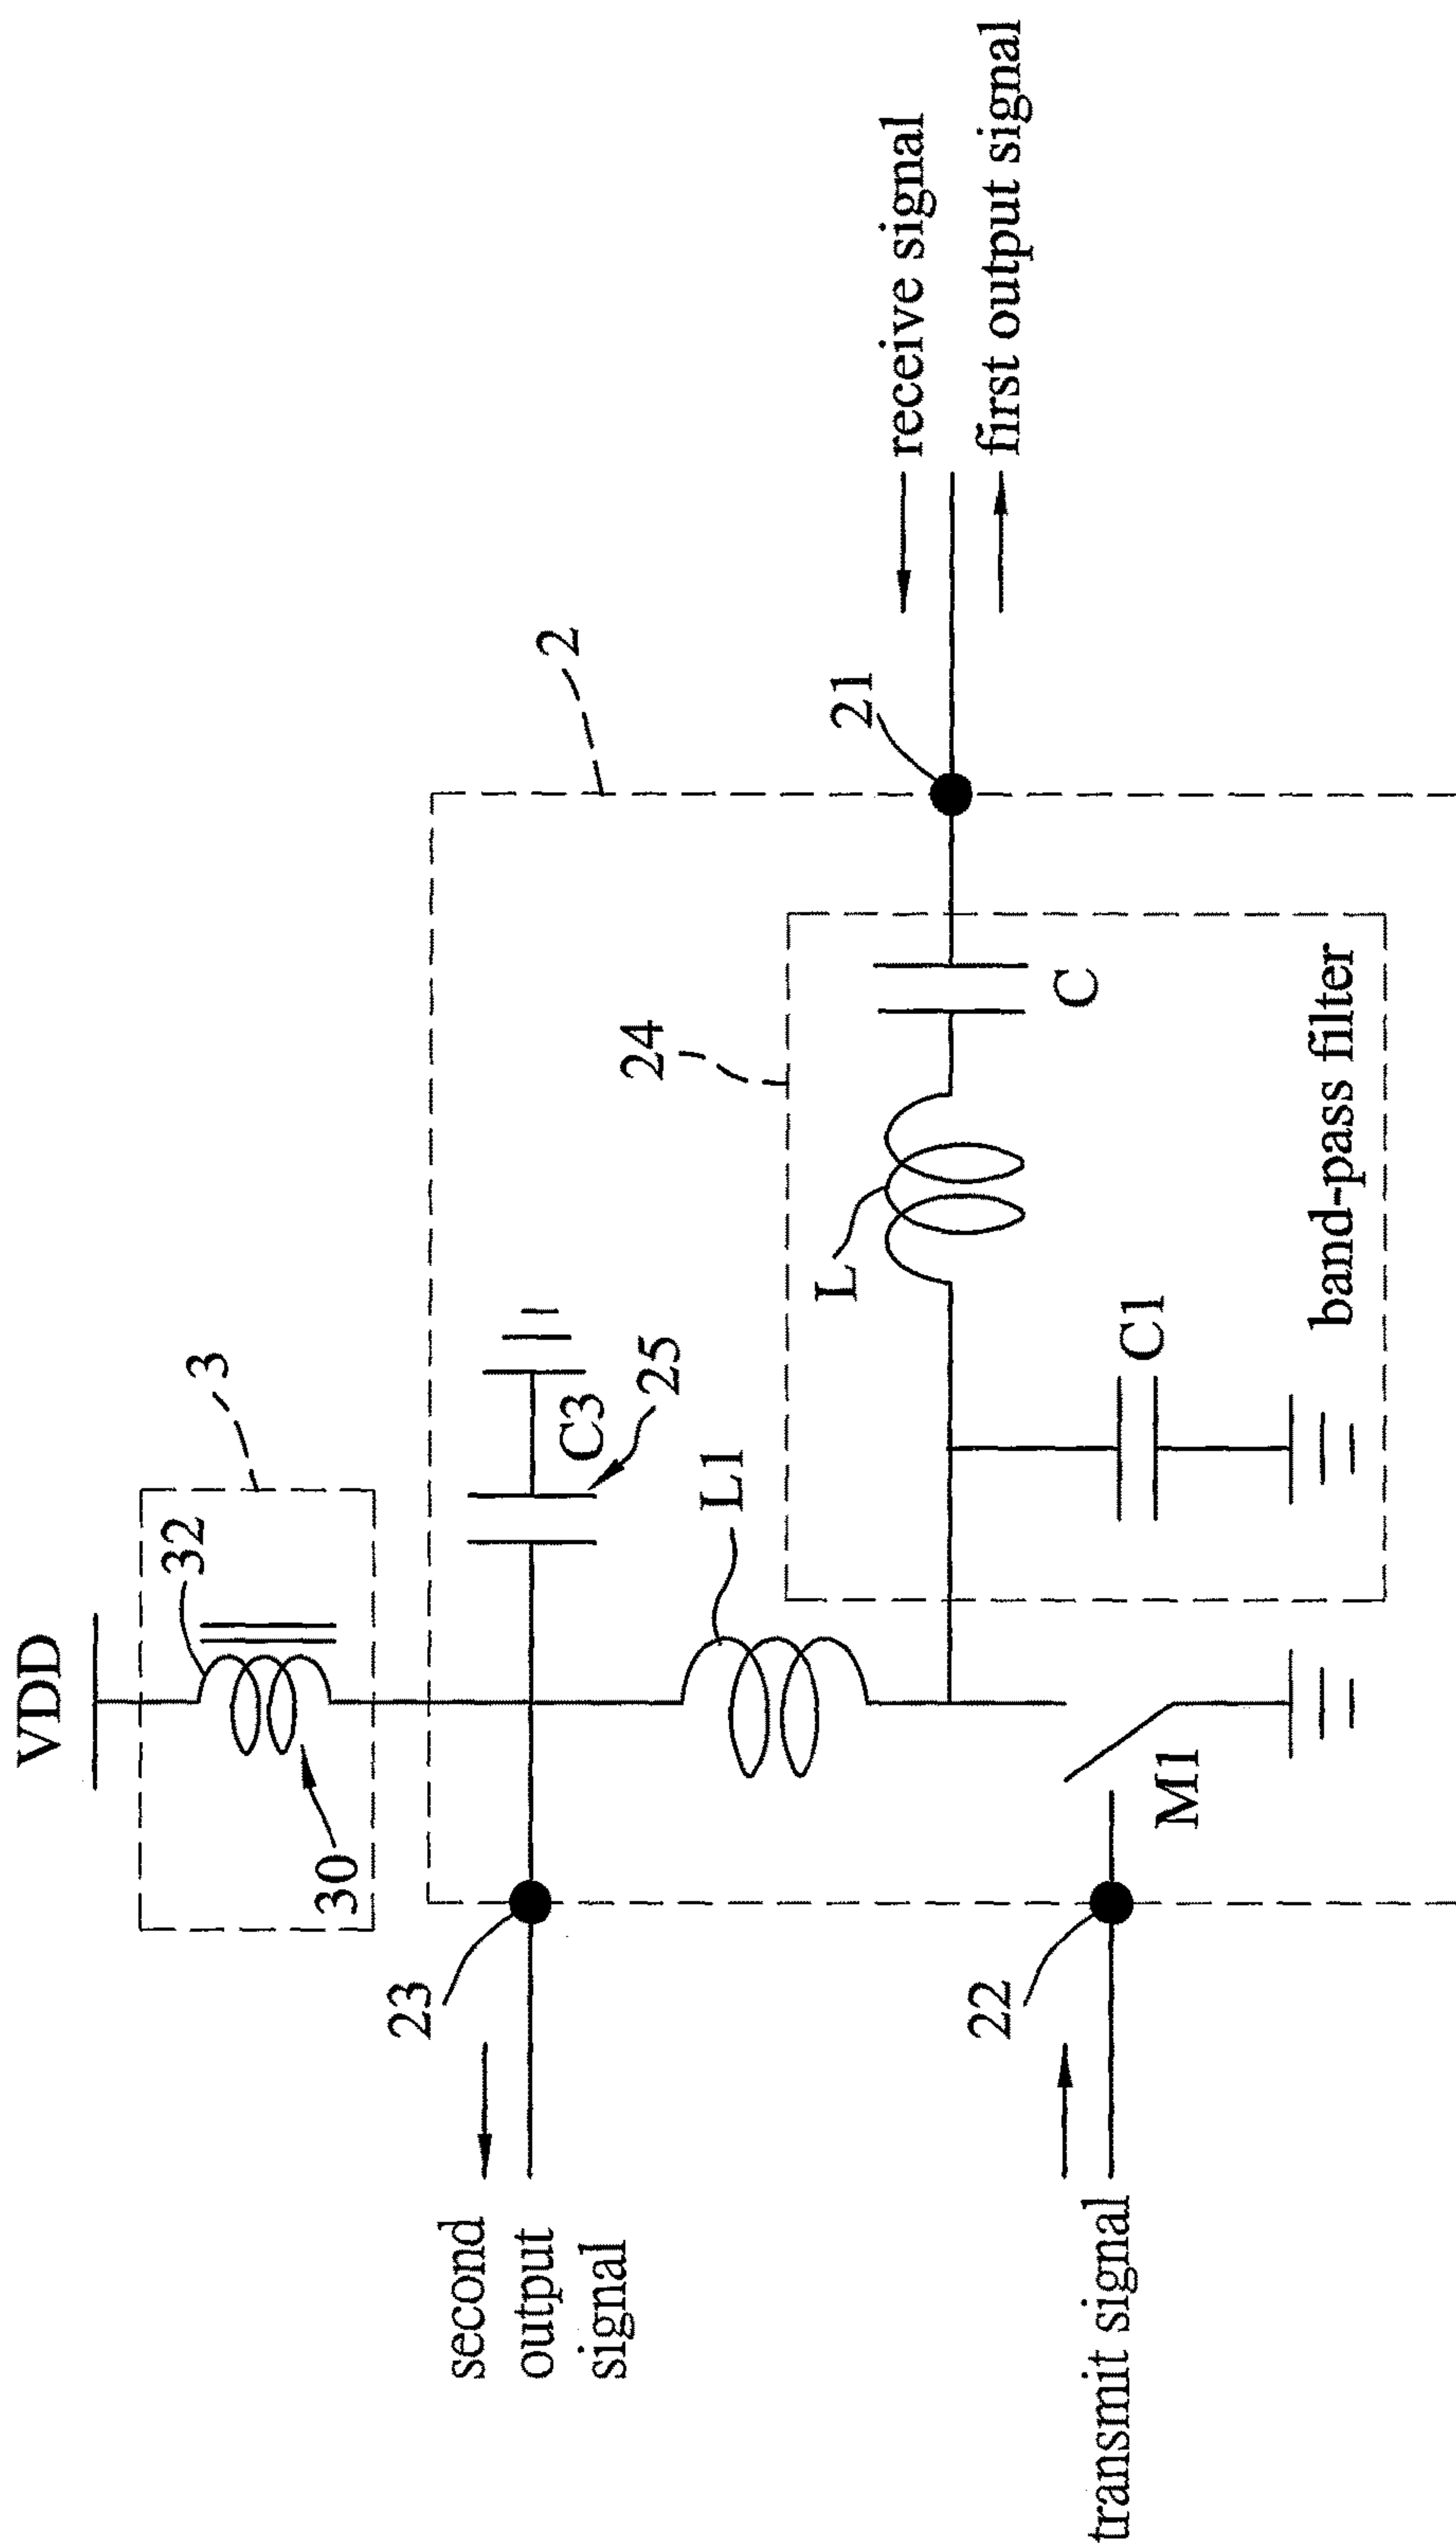 VDD
32
3
30
2
23
C3
25
second
output
signal
L1
24
21
receive signal
first output signal
L
C
22
M1
C1
transmit signal
band-pass filter